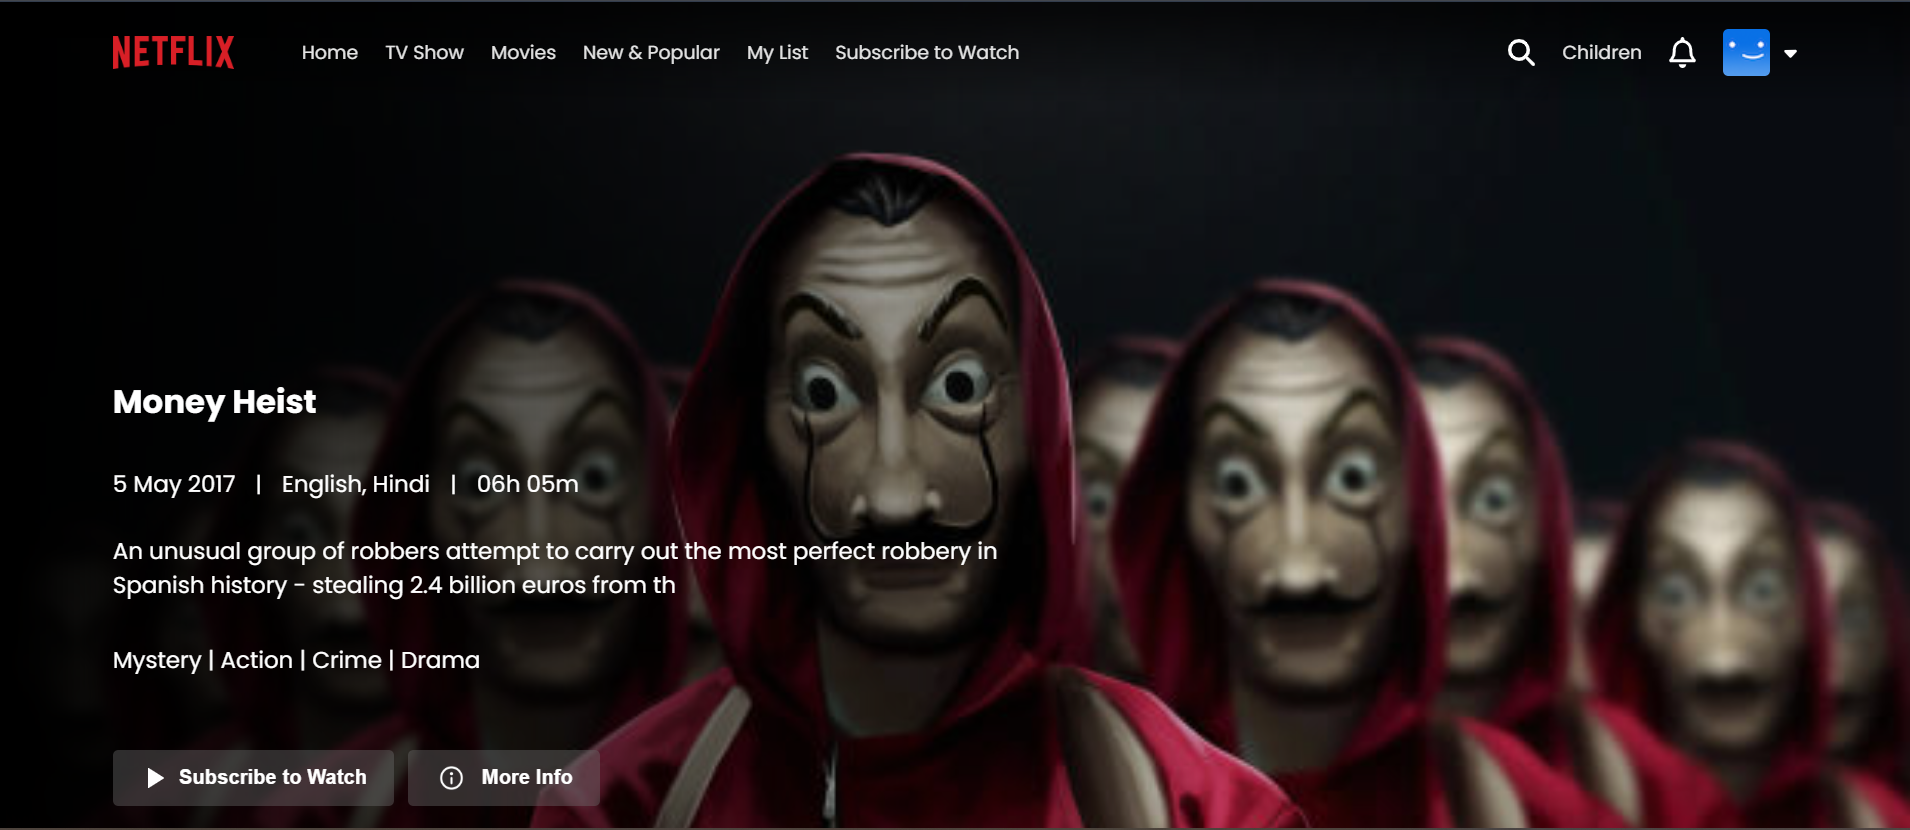 NETFLIX Home TV Show Movies New & Popular My List Subscribe to Watch Children
Money Heist
5 May 2017 | English, Hindi | 06h 05m
An unusual group of robbers attempt to carry out the most perfect robbery in
Spanish history - stealing 2.4 billion euros from th
Mystery | Action | Crime | Drama
Subscribe to Watch More Info